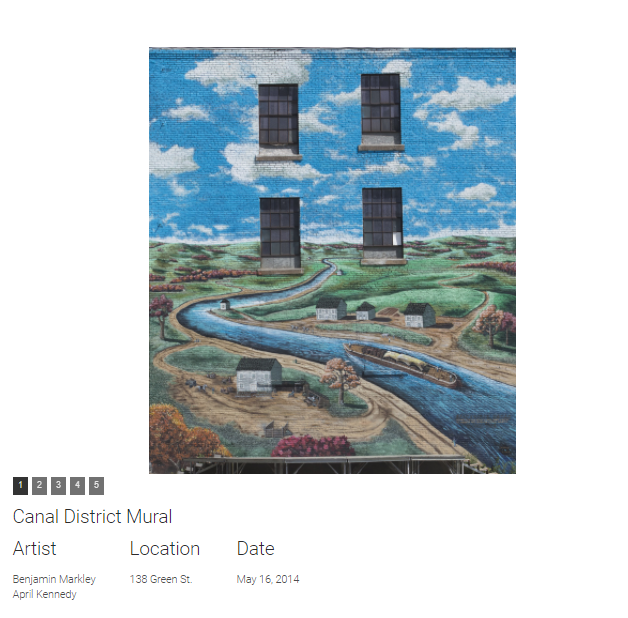 1 2 3 4 5
Canal District Mural
Artist Location Date
Benjamin Markley 138 Green St. May 16, 2014
April Kennedy